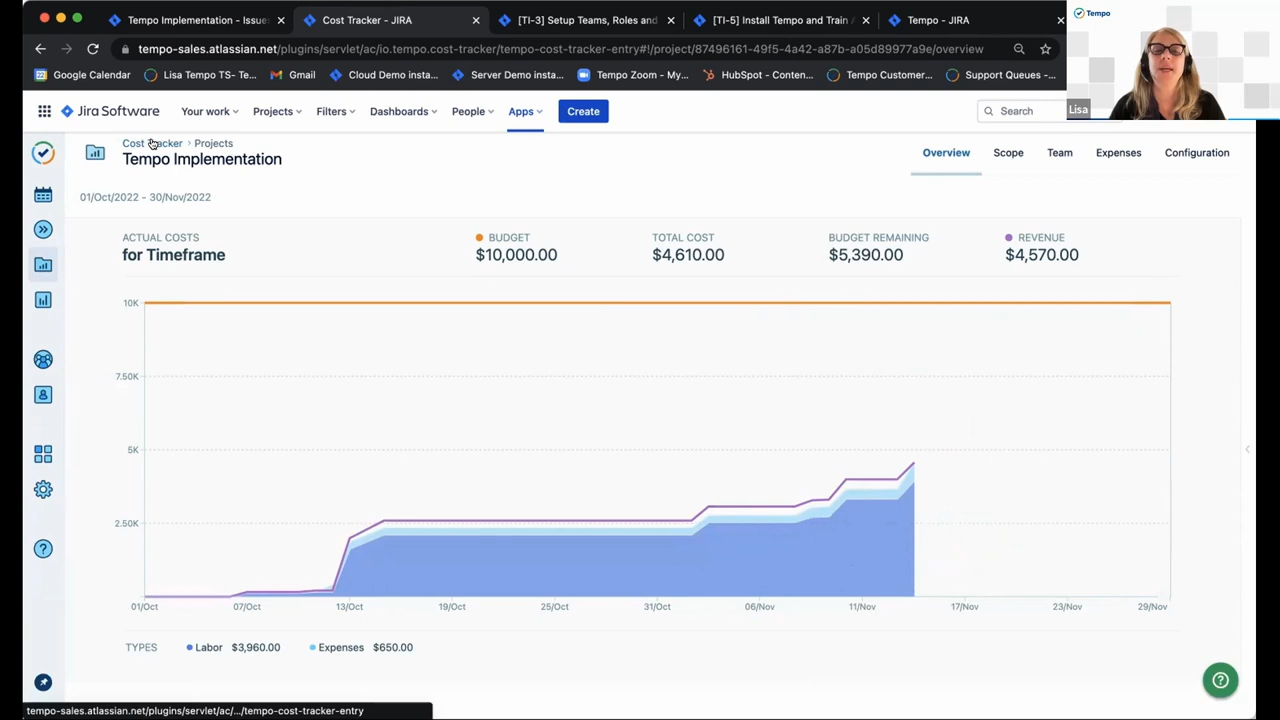 Tempo Implementation - Issue
Cost Tracker - JIRA
[TI-3] Setup Teams, Roles and
[TI-5] Install Tempo and Train
Tempo - JIRA
tempo-sales.atlassian.net/plugins/servlet/ac/io.tempo.cost-tracker/tempo-cost-tracker-entry#!/project/87496161-49f5-4a42-a87b-a05d89977a9e/overview
Google Calendar
Lisa Tempo TS- Te...
Gmail
Cloud Demo insta...
Server Demo insta...
Tempo Zoom - My...
HubSpot - Conten...
Tempo Customer...
Support Queues -...
Tempo
Lisa
Jira Software
Your work
Projects
Filters
Dashboards
People
Apps
Create
Search
Cost Tracker > Projects
Tempo Implementation
Overview
Scope
Team
Expenses
Configuration
01/Oct/2022 - 30/Nov/2022
ACTUAL COSTS
for Timeframe
BUDGET
$10,000.00
TOTAL COST
$4,610.00
BUDGET REMAINING
$5,390.00
REVENUE
$4,570.00
10K
7.50K
5K
2.50K
01/Oct
07/Oct
13/Oct
19/Oct
25/Oct
31/Oct
06/Nov
11/Nov
17/Nov
23/Nov
29/Nov
TYPES
Labor $3,960.00
Expenses $650.00
tempo-sales.atlassian.net/plugins/servlet/ac/.../tempo-cost-tracker-entry